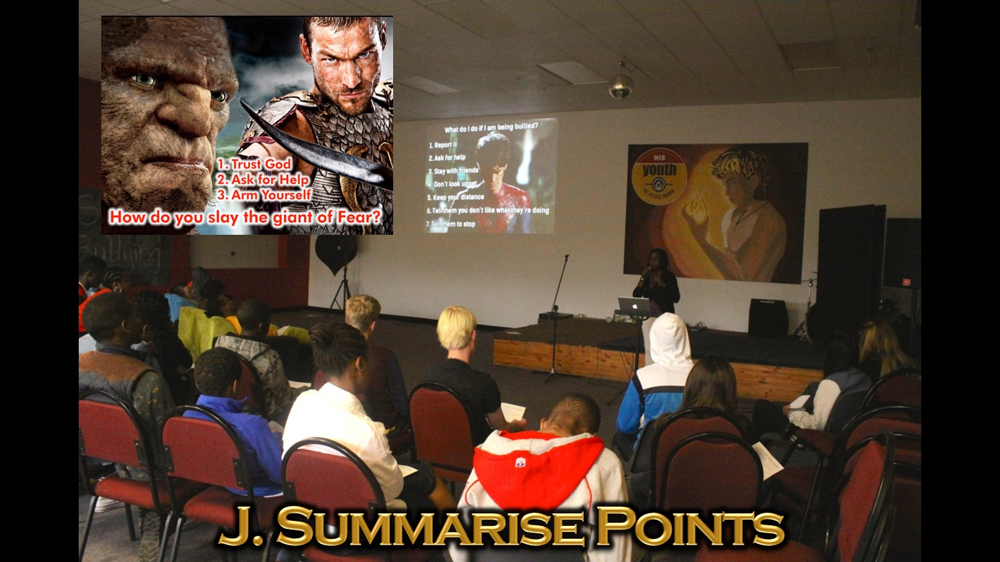 1. Trust God
2. Ask for Help
3. Arm Yourself
How do you slay the giant of Fear?
What do I do if I am being bullied?
1. Report it
2. Ask for help
3. Stay with friends
4 Don't look upset
5. Keep your distance
6. Tell them you don't like what they're doing
7. Tell them to stop
HIS
youth
HIS PEOPLE CHURCH
Bullying
J. SUMMARISE POINTS